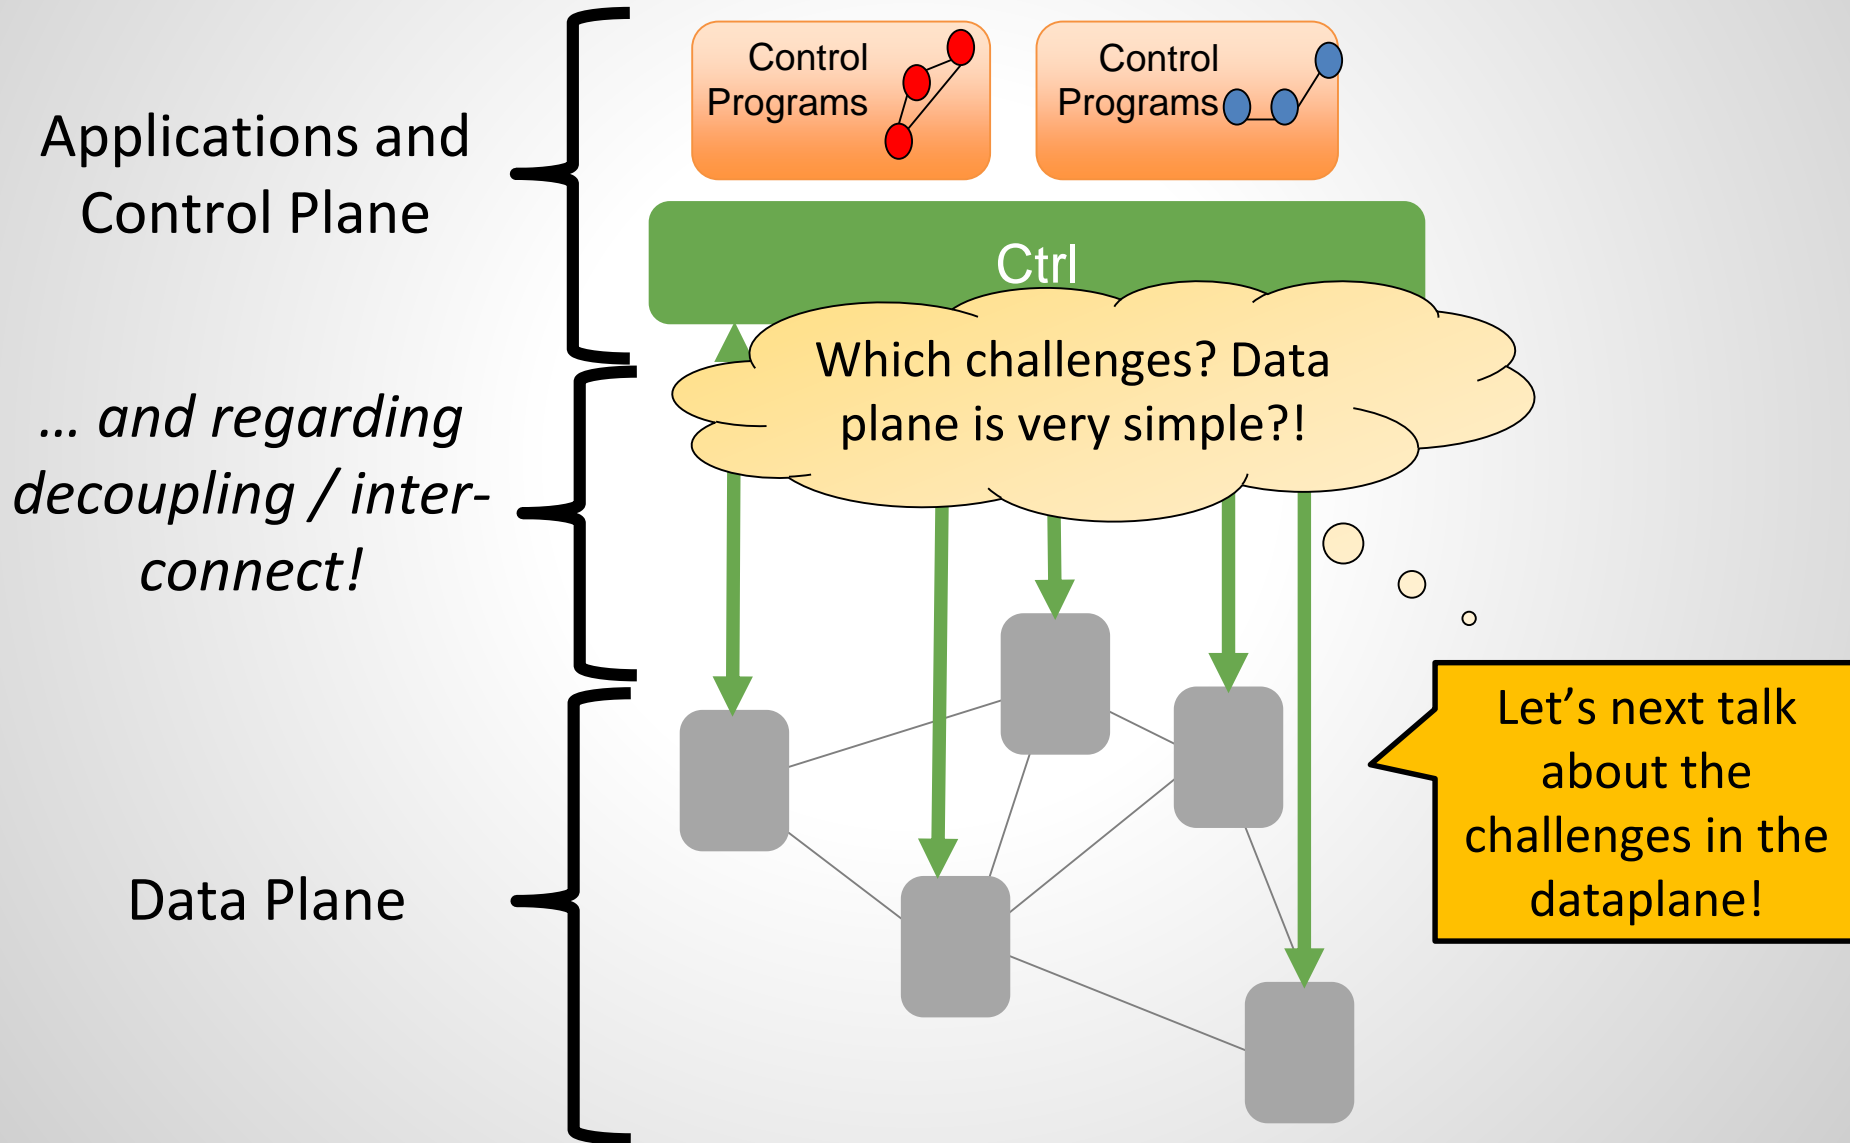 Applications and
Control Plane
Control
Programs
Control
Programs
Ctrl
Which challenges? Data
plane is very simple?!
… and regarding
decoupling / inter-
connect!
Let’s next talk
about the
challenges in the
dataplane!
Data Plane